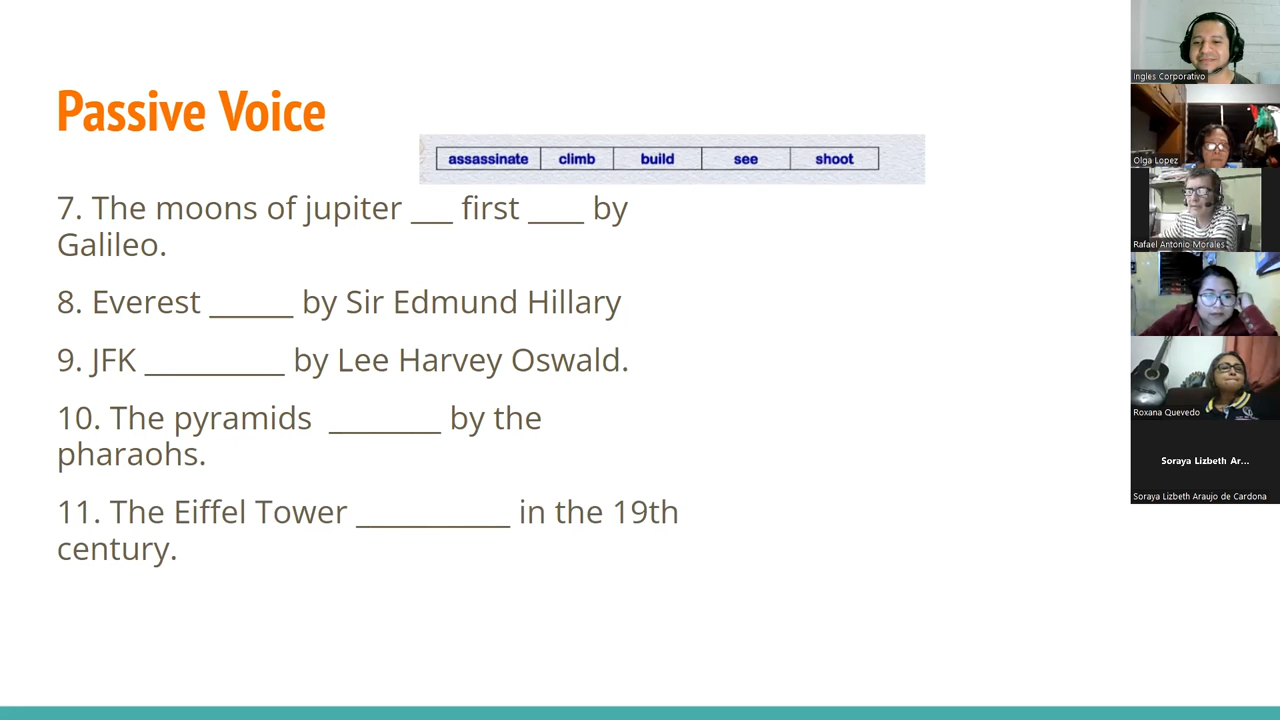 Passive Voice
assassinate climb build see shoot
7. The moons of jupiter ___ first ____ by
Galileo.
8. Everest ______ by Sir Edmund Hillary
9. JFK __________ by Lee Harvey Oswald.
10. The pyramids ________ by the
pharaohs.
11. The Eiffel Tower ___________ in the 19th
century.
Ingles Corporativo
Olga Lopez
Rafael Antonio Morales
Roxana Quevedo
Soraya Lizbeth Ar...
Soraya Lizbeth Araujo de Cardona